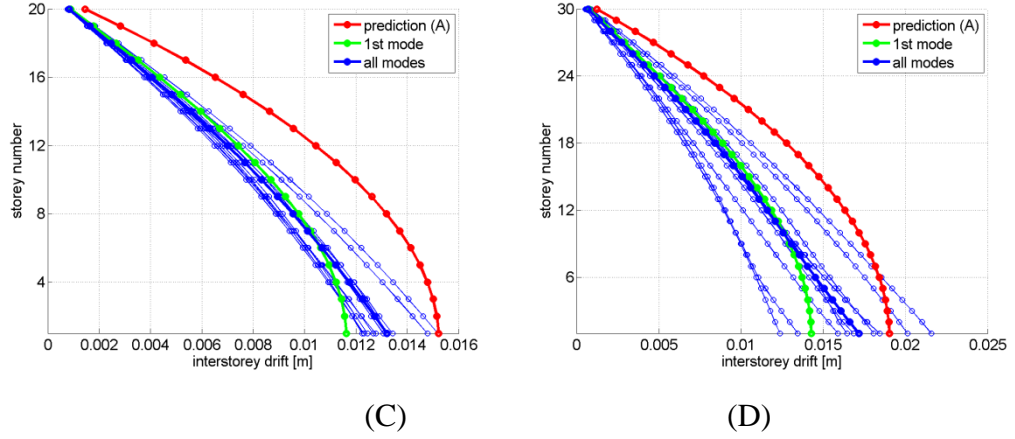 20
16
12
8
4
storey number
prediction (A)
1st mode
all modes
0 0.002 0.004 0.006 0.008 0.01 0.012 0.014 0.016
interstorey drift [m]
(C)
30
24
18
12
6
storey number
prediction (A)
1st mode
all modes
0 0.005 0.01 0.015 0.02 0.025
interstorey drift [m]
(D)